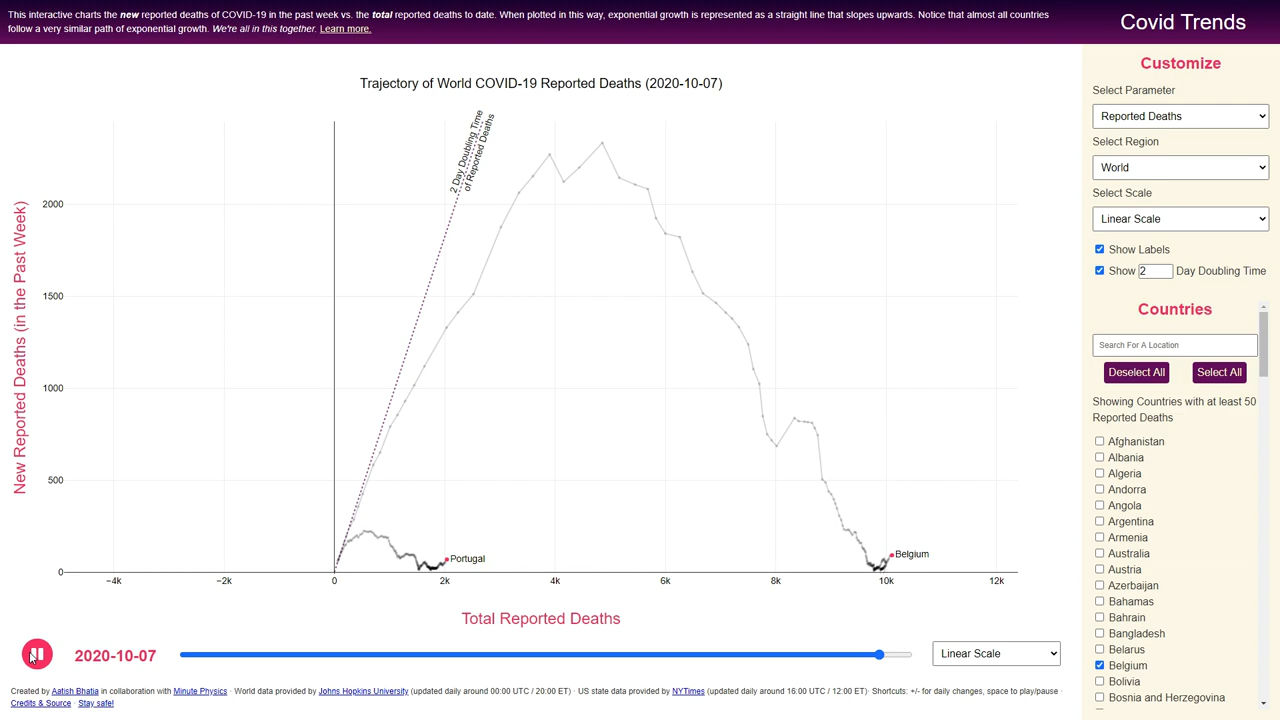 This interactive charts the new reported deaths of COVID-19 in the past week vs. the total reported deaths to date. When plotted in this way, exponential growth is represented as a straight line that slopes upwards. Notice that almost all countries
follow a very similar path of exponential growth. We're all in this together. Learn more.
Covid Trends
Trajectory of World COVID-19 Reported Deaths (2020-10-07)
2 Day Doubling Time
of Reported Deaths
New Reported Deaths (in the Past Week)
2000
1500
1000
500
0
Portugal
Belgium
−4k
−2k
0
2k
4k
6k
8k
10k
12k
Total Reported Deaths
2020-10-07
Linear Scale
Created by Aatish Bhatia in collaboration with Minute Physics · World data provided by Johns Hopkins University (updated daily around 00:00 UTC / 20:00 ET) · US state data provided by NYTimes (updated daily around 16:00 UTC / 12:00 ET)· Shortcuts: +/- for daily changes, space to play/pause ·
Credits & Source · Stay safe!
Customize
Select Parameter
Reported Deaths
Select Region
World
Select Scale
Linear Scale
Show Labels
Show 2 Day Doubling Time
Countries
Search For A Location
Deselect All Select All
Showing Countries with at least 50
Reported Deaths
Afghanistan
Albania
Algeria
Andorra
Angola
Argentina
Armenia
Australia
Austria
Azerbaijan
Bahamas
Bahrain
Bangladesh
Belarus
Belgium
Bolivia
Bosnia and Herzegovina